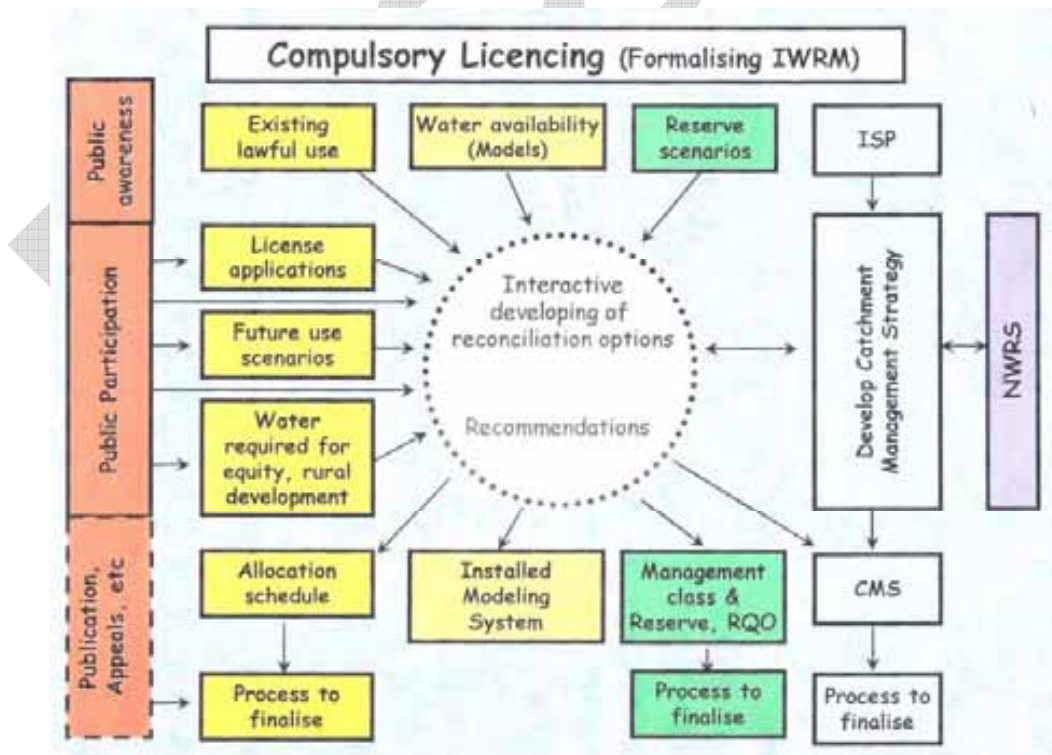 Compulsory Licencing (Formalising IWRM)
Public
awareness
Existing
lawful use
Water availability
(Models)
Reserve
scenarios
ISP
Public Participation
License
applications
Future use
scenarios
Water
required for
equity, rural
development
Interactive
developing of
reconciliation options
Recommendations
Develop Catchment
Management Strategy
NWRS
Publication,
Appeals, etc
Allocation
schedule
Installed
Modeling
System
Management
class &
Reserve, RQO
CMS
Process to
finalise
Process to
finalise
Process to
finalise